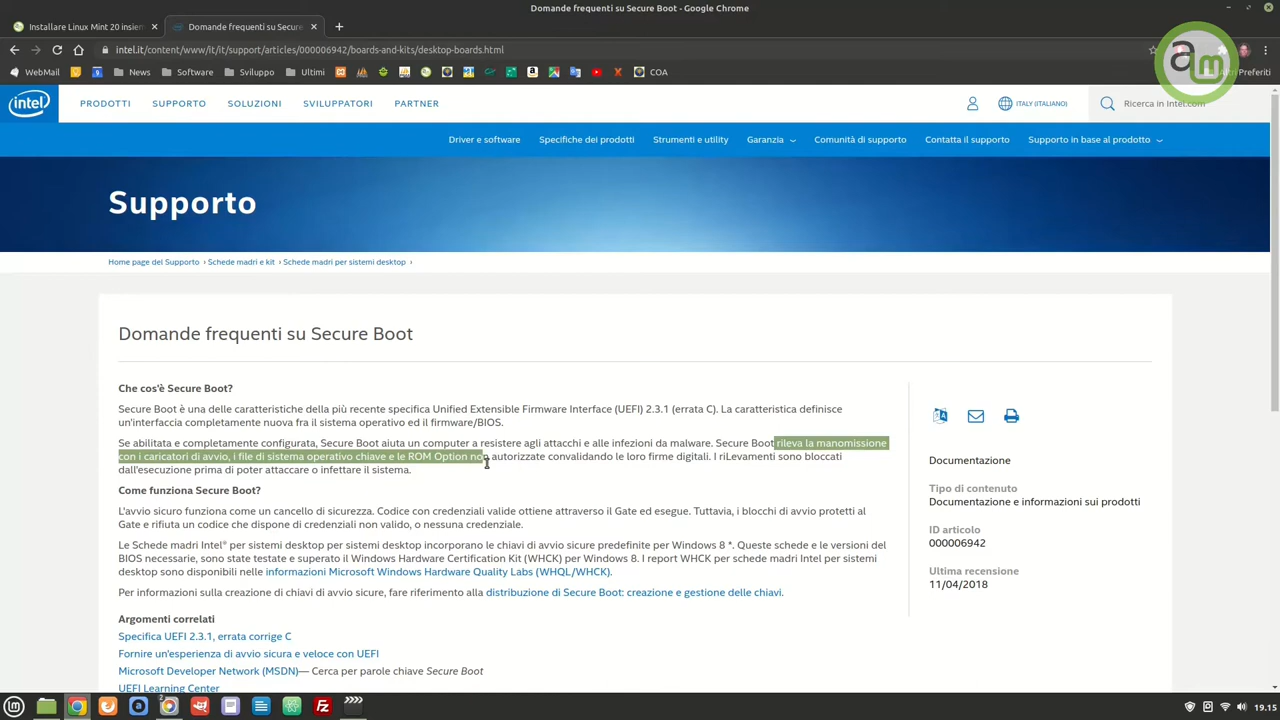 Domande frequenti su Secure Boot - Google Chrome
Installare Linux Mint 20 insien
Domande frequenti su Secure
intel.it/content/www/it/it/support/articles/000006942/boards-and-kits/desktop-boards.html
WebMail
News
Software
Sviluppo
Ultimi
COA
Altri Preferiti
am
intel
PRODOTTI
SUPPORTO
SOLUZIONI
SVILUPPATORI
PARTNER
ITALY (ITALIANO)
Ricerca in Intel.com
Driver e software
Specifiche dei prodotti
Strumenti e utility
Garanzia
Comunità di supporto
Contatta il supporto
Supporto in base al prodotto
Supporto
Home page del Supporto › Schede madri e kit › Schede madri per sistemi desktop ›
Domande frequenti su Secure Boot
Che cos'è Secure Boot?
Secure Boot è una delle caratteristiche della più recente specifica Unified Extensible Firmware Interface (UEFI) 2.3.1 (errata C). La caratteristica definisce
un'interfaccia completamente nuova fra il sistema operativo ed il firmware/BIOS.
Se abilitata e completamente configurata, Secure Boot aiuta un computer a resistere agli attacchi e alle infezioni da malware. Secure Boot rileva la manomissione
con i caricatori di avvio, i file di sistema operativo chiave e le ROM Option non autorizzate convalidando le loro firme digitali. I riLevamenti sono bloccati
dall'esecuzione prima di poter attaccare o infettare il sistema.
Come funziona Secure Boot?
L'avvio sicuro funziona come un cancello di sicurezza. Codice con credenziali valide ottiene attraverso il Gate ed esegue. Tuttavia, i blocchi di avvio protetti al
Gate e rifiuta un codice che dispone di credenziali non valido, o nessuna credenziale.
Le Schede madri Intel® per sistemi desktop per sistemi desktop incorporano le chiavi di avvio sicure predefinite per Windows 8 *. Queste schede e le versioni del
BIOS necessarie, sono state testate e superato il Windows Hardware Certification Kit (WHCK) per Windows 8. I report WHCK per schede madri Intel per sistemi
desktop sono disponibili nelle informazioni Microsoft Windows Hardware Quality Labs (WHQL/WHCK).
Per informazioni sulla creazione di chiavi di avvio sicure, fare riferimento alla distribuzione di Secure Boot: creazione e gestione delle chiavi.
Argomenti correlati
Specifica UEFI 2.3.1, errata corrige C
Fornire un'esperienza di avvio sicura e veloce con UEFI
Microsoft Developer Network (MSDN)— Cerca per parole chiave Secure Boot
UEFI Learning Center
Documentazione
Tipo di contenuto
Documentazione e informazioni sui prodotti
ID articolo
000006942
Ultima recensione
11/04/2018
2
19.15